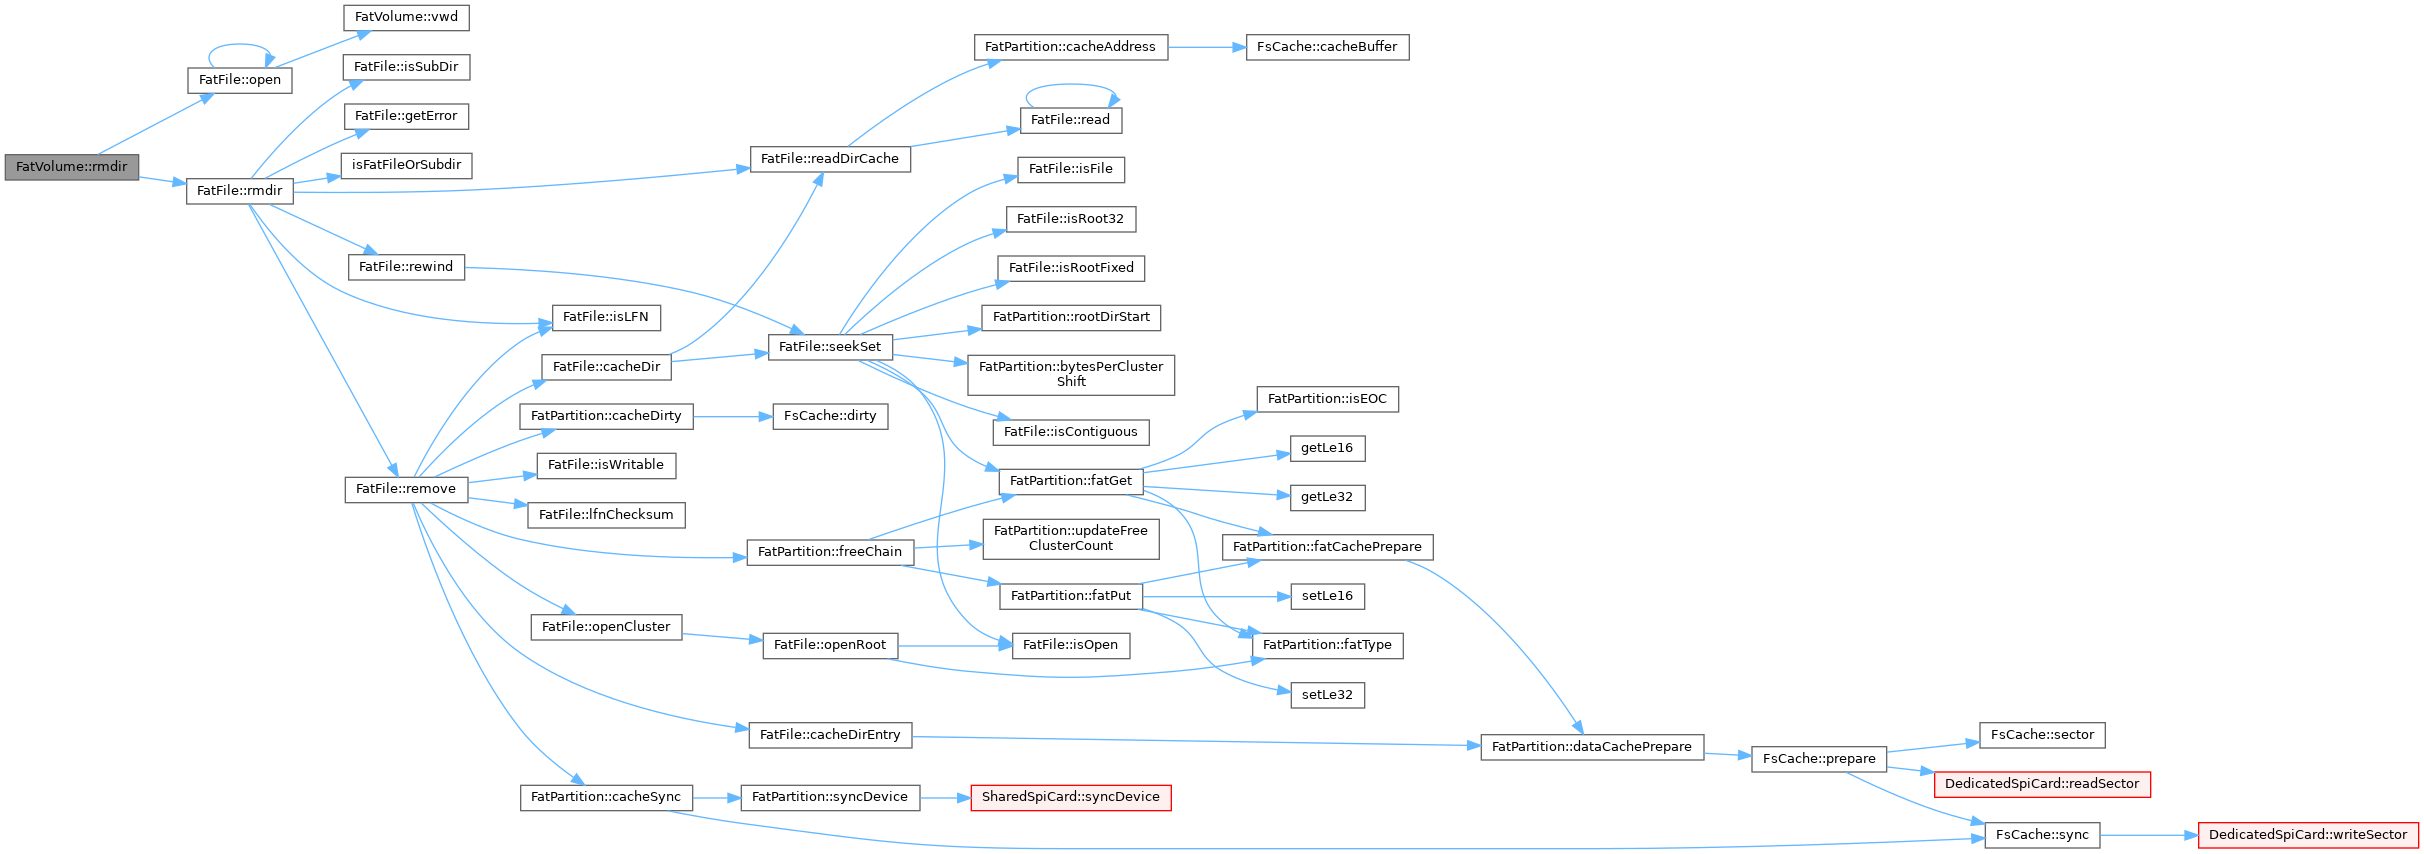 FatVolume::rmdir
FatFile::open
FatFile::rmdir
FatVolume::vwd
FatFile::isSubDir
FatFile::getError
isFatFileOrSubdir
FatFile::rewind
FatFile::remove
FatFile::isLFN
FatFile::cacheDir
FatPartition::cacheDirty
FatFile::isWritable
FatFile::lfnChecksum
FatFile::openCluster
FatPartition::cacheSync
FatFile::readDirCache
FatFile::seekSet
FsCache::dirty
FatPartition::freeChain
FatFile::openRoot
FatFile::cacheDirEntry
FatPartition::syncDevice
FatPartition::cacheAddress
FatFile::read
FatFile::isFile
FatFile::isRoot32
FatFile::isRootFixed
FatPartition::rootDirStart
FatPartition::bytesPerCluster
Shift
FatFile::isContiguous
FatPartition::fatGet
FatPartition::updateFree
ClusterCount
FatPartition::fatPut
FatFile::isOpen
SharedSpiCard::syncDevice
FsCache::cacheBuffer
FatPartition::isEOC
getLe16
getLe32
FatPartition::fatCachePrepare
setLe16
FatPartition::fatType
setLe32
FatPartition::dataCachePrepare
FsCache::prepare
FsCache::sector
DedicatedSpiCard::readSector
FsCache::sync
DedicatedSpiCard::writeSector